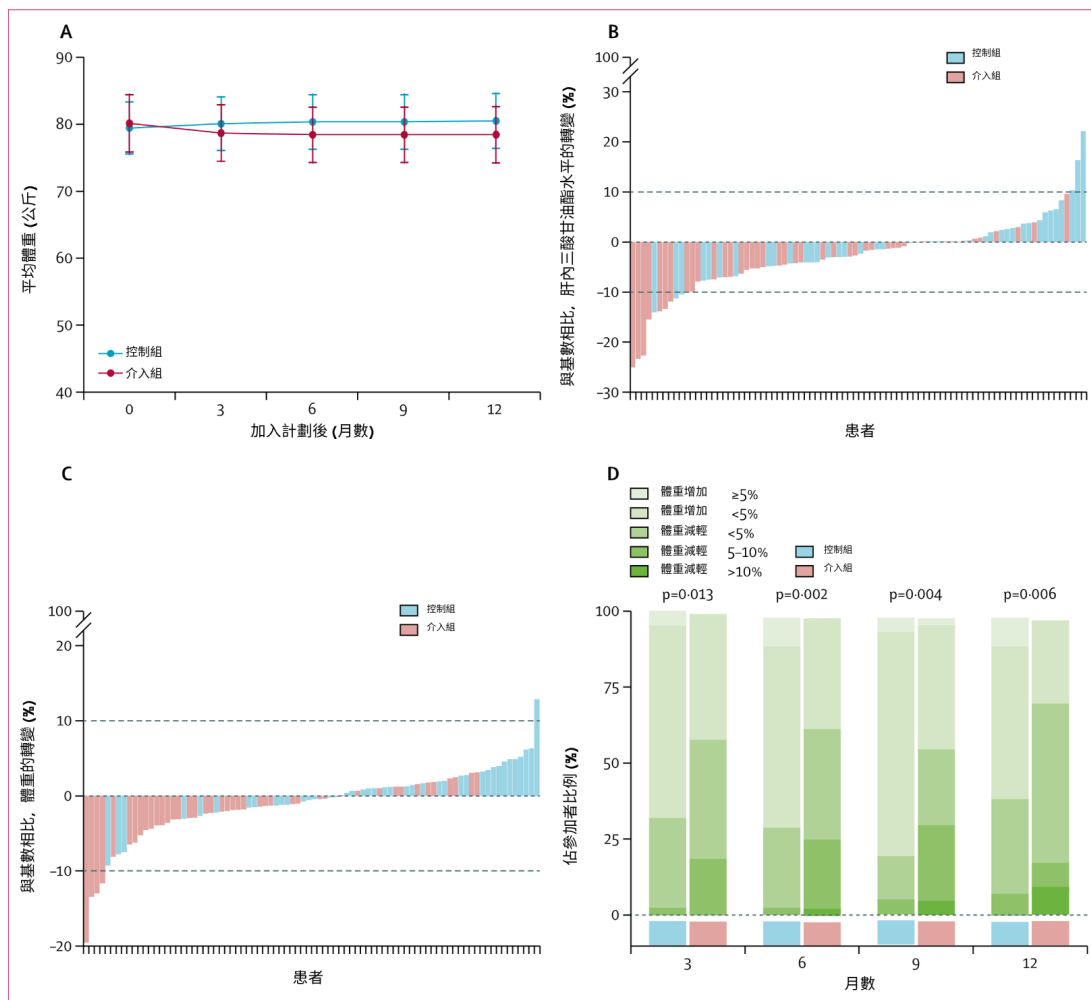 A
90
80
70
60
50
40
平均體重 (公斤)
控制組
介入組
0 3 6 9 12
加入計劃後 (月數)
B
100
30
20
10
0
–10
–20
–30
與基數相比，肝內三酸甘油酯水平的轉變 (%)
控制組
介入組
患者
C
100
20
10
0
–10
–20
與基數相比，體重的轉變 (%)
控制組
介入組
患者
D
體重增加 ≥5%
體重增加 <5%
體重減輕 <5%
體重減輕 5–10%
體重減輕 >10%
控制組
介入組
p=0·013 p=0·002 p=0·004 p=0·006
100
75
50
25
0
佔參加者比例 (%)
3 6 9 12
月數